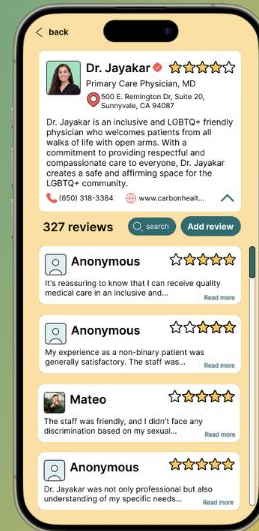 back
Dr. Jayakar
Primary Care Physician, MD
500 E. Remington Dr, Suite 20,
Sunnyvale, CA 94087
Dr. Jayakar is an inclusive and LGBTQ+ friendly
physician who welcomes patients from all
walks of life with open arms. With a
commitment to providing respectful and
compassionate care to everyone, Dr. Jayakar
creates a safe and affirming space for the
LGBTQ+ community.
(650) 318-3384 www.carbonhealt...
327 reviews search Add review
Anonymous
It's reassuring to know that I can receive quality
medical care in an inclusive and...
Read more
Anonymous
My experience as a non-binary patient was
generally satisfactory. The staff was...
Read more
Mateo
The staff was friendly, and I didn't face any
discrimination based on my sexual...
Read more
Anonymous
Dr. Jayakar was not only professional but also
understanding of my specific needs...
Read more